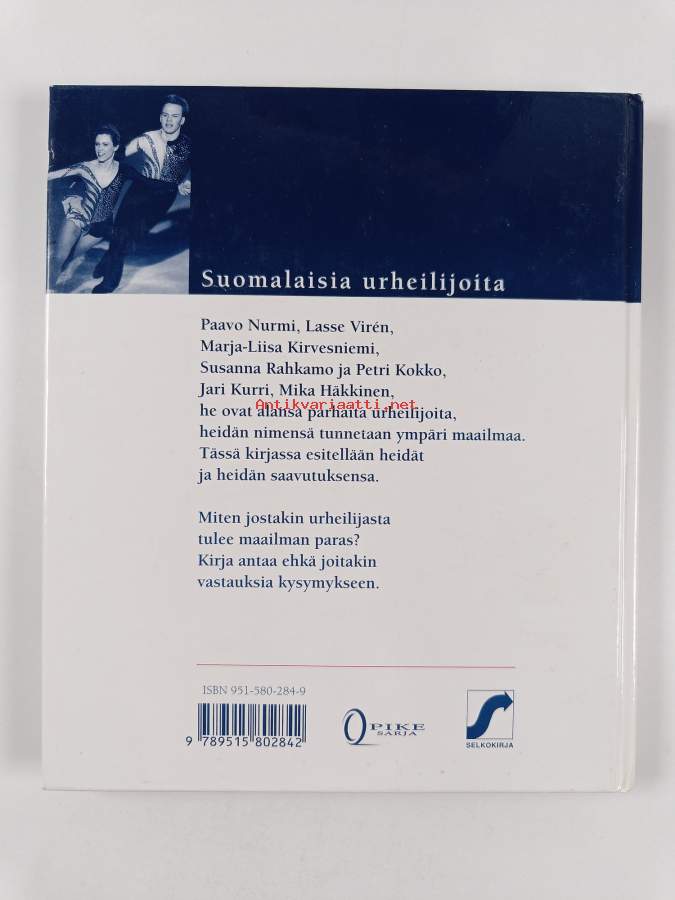 Suomalaisia urheilijoita
Paavo Nurmi, Lasse Virén,
Marja-Liisa Kirvesniemi,
Susanna Rahkamo ja Petri Kokko,
Jari Kurri, Mika Häkkinen,
Antikvariaatti.net
he ovat alansa parhaita urheilijoita,
heidän nimensä tunnetaan ympäri maailmaa.
Tässä kirjassa esitellään heidät
ja heidän saavutuksensa.
Miten jostakin urheilijasta
tulee maailman paras?
Kirja antaa ehkä joitakin
vastauksia kysymykseen.
ISBN 951-580-284-9
9 789515 802842
OPIKE
SARJA
SELKOKIRJA